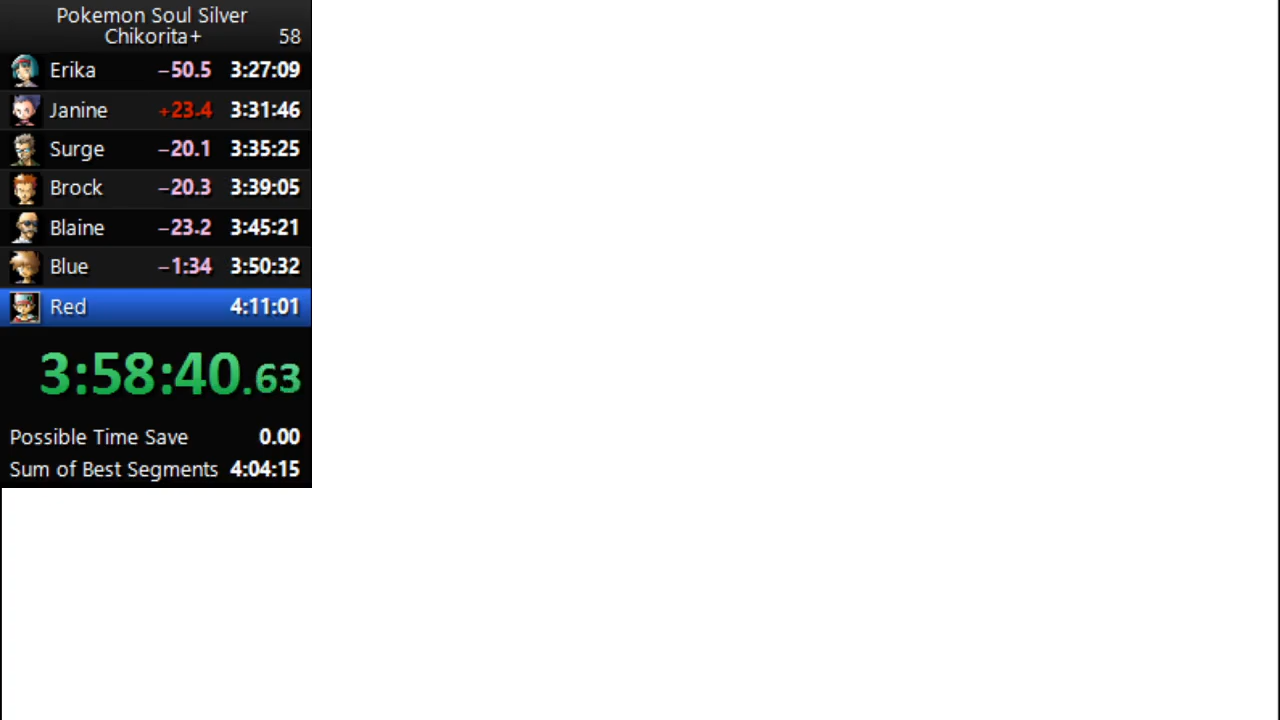 Pokemon Soul Silver
Chikorita+ 58
Erika −50.5 3:27:09
Janine +23.4 3:31:46
Surge −20.1 3:35:25
Brock −20.3 3:39:05
Blaine −23.2 3:45:21
Blue −1:34 3:50:32
Red 4:11:01
3:58:40.63
Possible Time Save 0.00
Sum of Best Segments 4:04:15